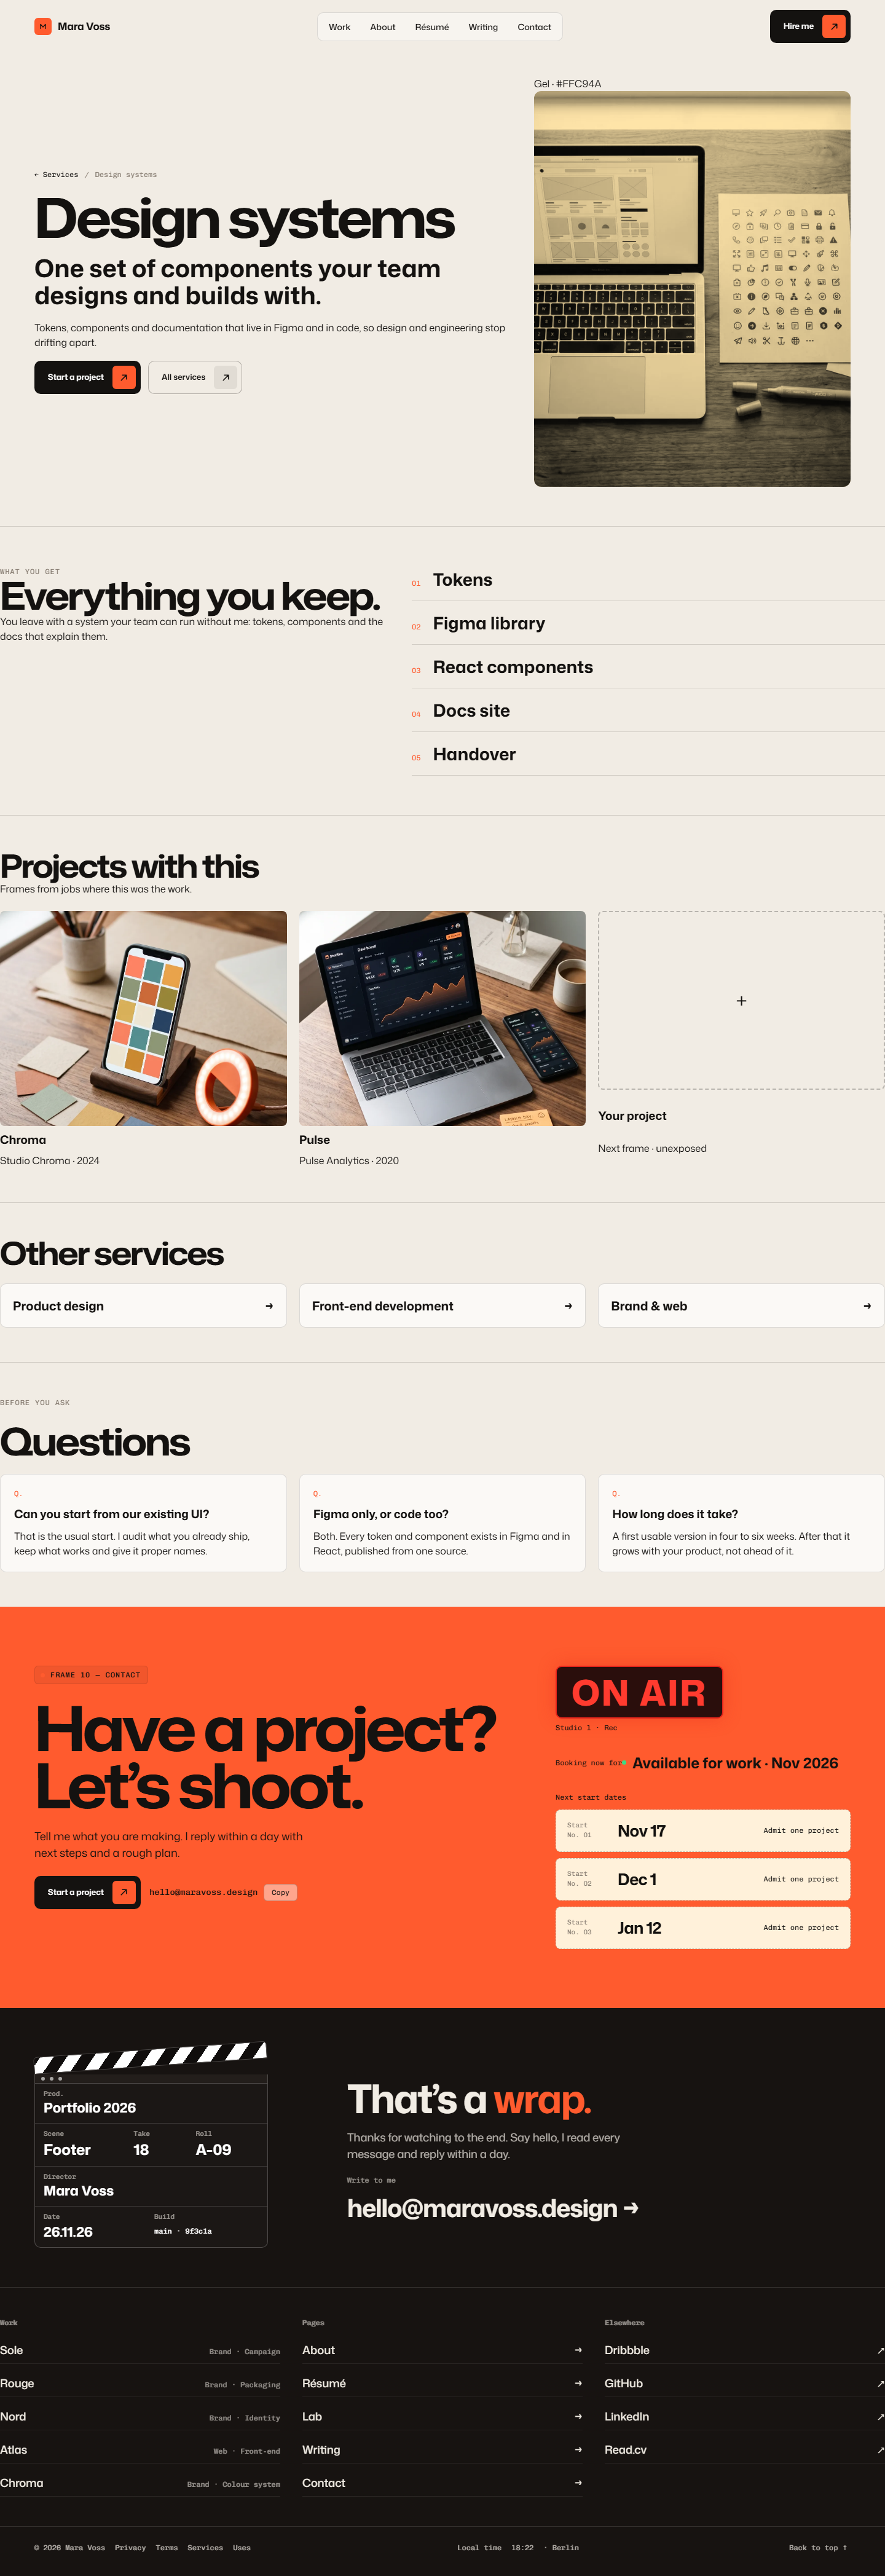 Mara Voss
Work About Résumé Writing Contact
Hire me
Gel · #FFC94A
← Services / Design systems
Design systems
One set of components your team
designs and builds with.
Tokens, components and documentation that live in Figma and in code, so design and engineering stop
drifting apart.
Start a project
All services
WHAT YOU GET
Everything you keep.
You leave with a system your team can run without me: tokens, components and the
docs that explain them.
01 Tokens
02 Figma library
03 React components
04 Docs site
05 Handover
Projects with this
Frames from jobs where this was the work.
Dashboard
Chroma
Studio Chroma · 2024
Pulse
Pulse Analytics · 2020
+
Your project
Next frame · unexposed
Other services
Product design →
Front-end development →
Brand & web →
BEFORE YOU ASK
Questions
Q.
Can you start from our existing UI?
That is the usual start. I audit what you already ship,
keep what works and give it proper names.
Q.
Figma only, or code too?
Both. Every token and component exists in Figma and in
React, published from one source.
Q.
How long does it take?
A first usable version in four to six weeks. After that it
grows with your product, not ahead of it.
FRAME 10 — CONTACT
Have a project?
Let's shoot.
Tell me what you are making. I reply within a day with
next steps and a rough plan.
Start a project
hello@maravoss.design
Copy
ON AIR
Studio 1 · Rec
Booking now for Available for work · Nov 2026
Next start dates
Start
No. 01
Nov 17
Admit one project
Start
No. 02
Dec 1
Admit one project
Start
No. 03
Jan 12
Admit one project
Prod.
Portfolio 2026
Scene Take Roll
Footer 18 A-09
Director
Mara Voss
Date Build
26.11.26 main · 9f3c1a
That's a wrap.
Thanks for watching to the end. Say hello, I read every
message and reply within a day.
Write to me
hello@maravoss.design →
Work
Sole Brand · Campaign
Rouge Brand · Packaging
Nord Brand · Identity
Atlas Web · Front-end
Chroma Brand · Colour system
Pages
About →
Résumé →
Lab →
Writing →
Contact →
Elsewhere
Dribbble ↗
GitHub ↗
LinkedIn ↗
Read.cv ↗
© 2026 Mara Voss Privacy Terms Services Uses
Local time 18:22 · Berlin
Back to top ↑